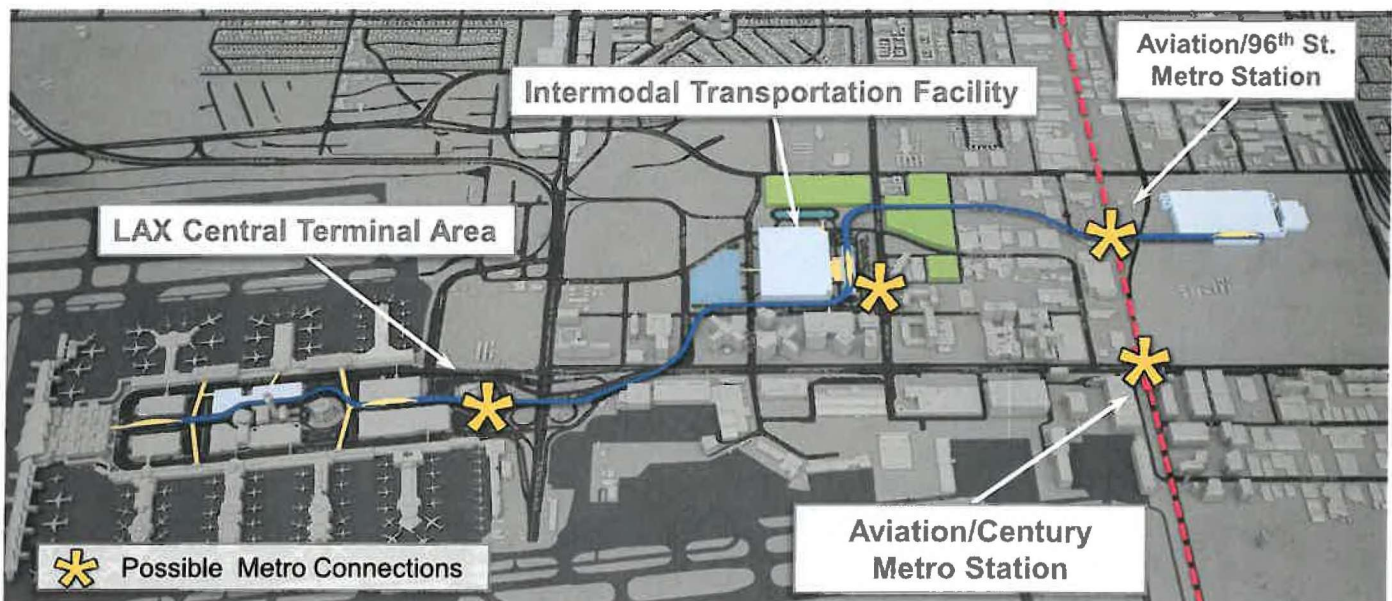 Aviation/96th St.
Metro Station
Intermodal Transportation Facility
LAX Central Terminal Area
Aviation/Century
Metro Station
Possible Metro Connections